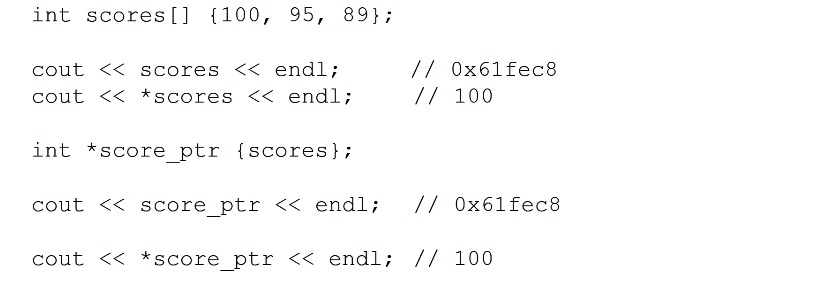 int scores[] {100, 95, 89};
cout << scores << endl; // 0x61fec8
cout << *scores << endl; // 100
int *score_ptr {scores};
cout << score_ptr << endl; // 0x61fec8
cout << *score_ptr << endl; // 100